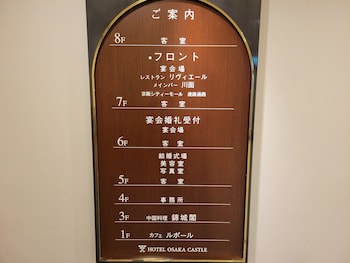 ご案内
8F 客室
●フロント
宴会場
レストラン リヴィエール
メインバー 川面
京阪シティーモール 連絡通路
7F 客室
宴会婚礼受付
宴会場
6F 客室
結婚式場
美容室
写真室
5F 客室
4F 事務所
3F 中国料理 錦城閣
1F カフェ ルポール
HOTEL OSAKA CASTLE